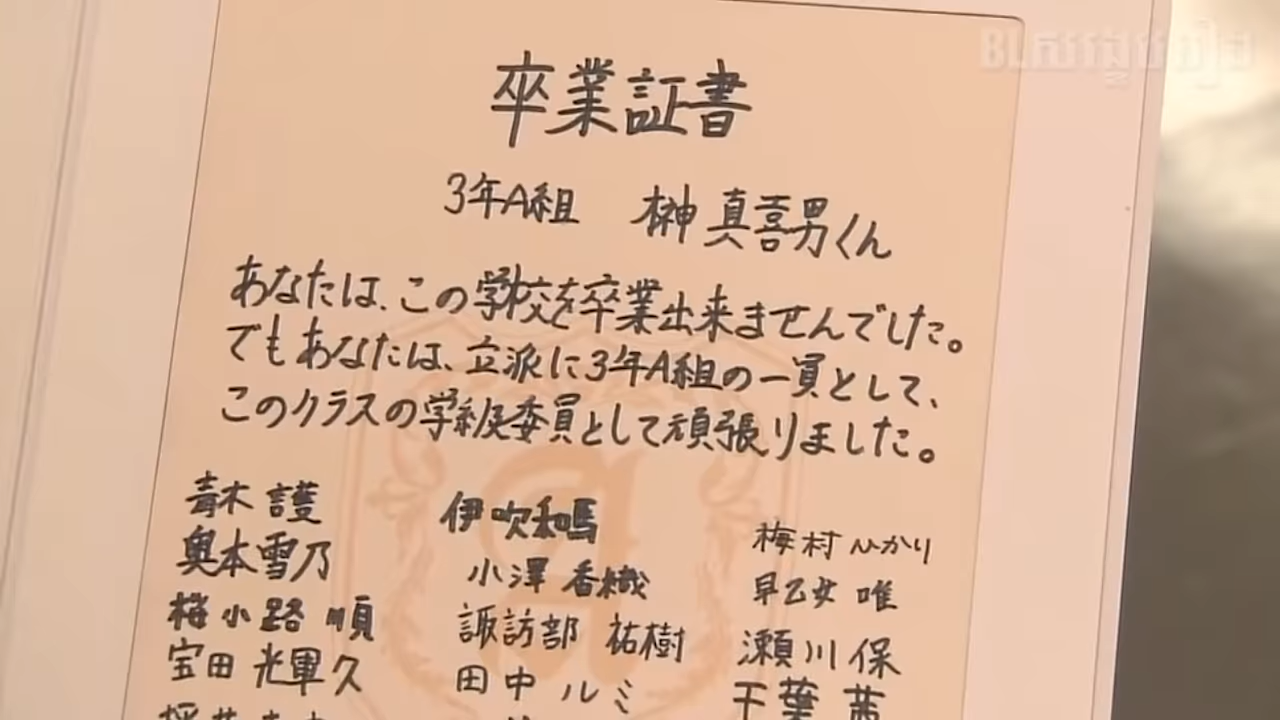 卒業証書
3年A組 榊 真喜男くん
あなたは、この学校を卒業出来ませんでした。
でもあなたは、立派に3年A組の一員として、
このクラスの学級委員として頑張りました。
青木 護 伊吹和馬 梅村ひかり
奥本雪乃 小澤 香織 早乙女 唯
桜小路 順 諏訪部 祐樹 瀬川 保
宝田 光軍久 田中 ルミ 千葉 茜